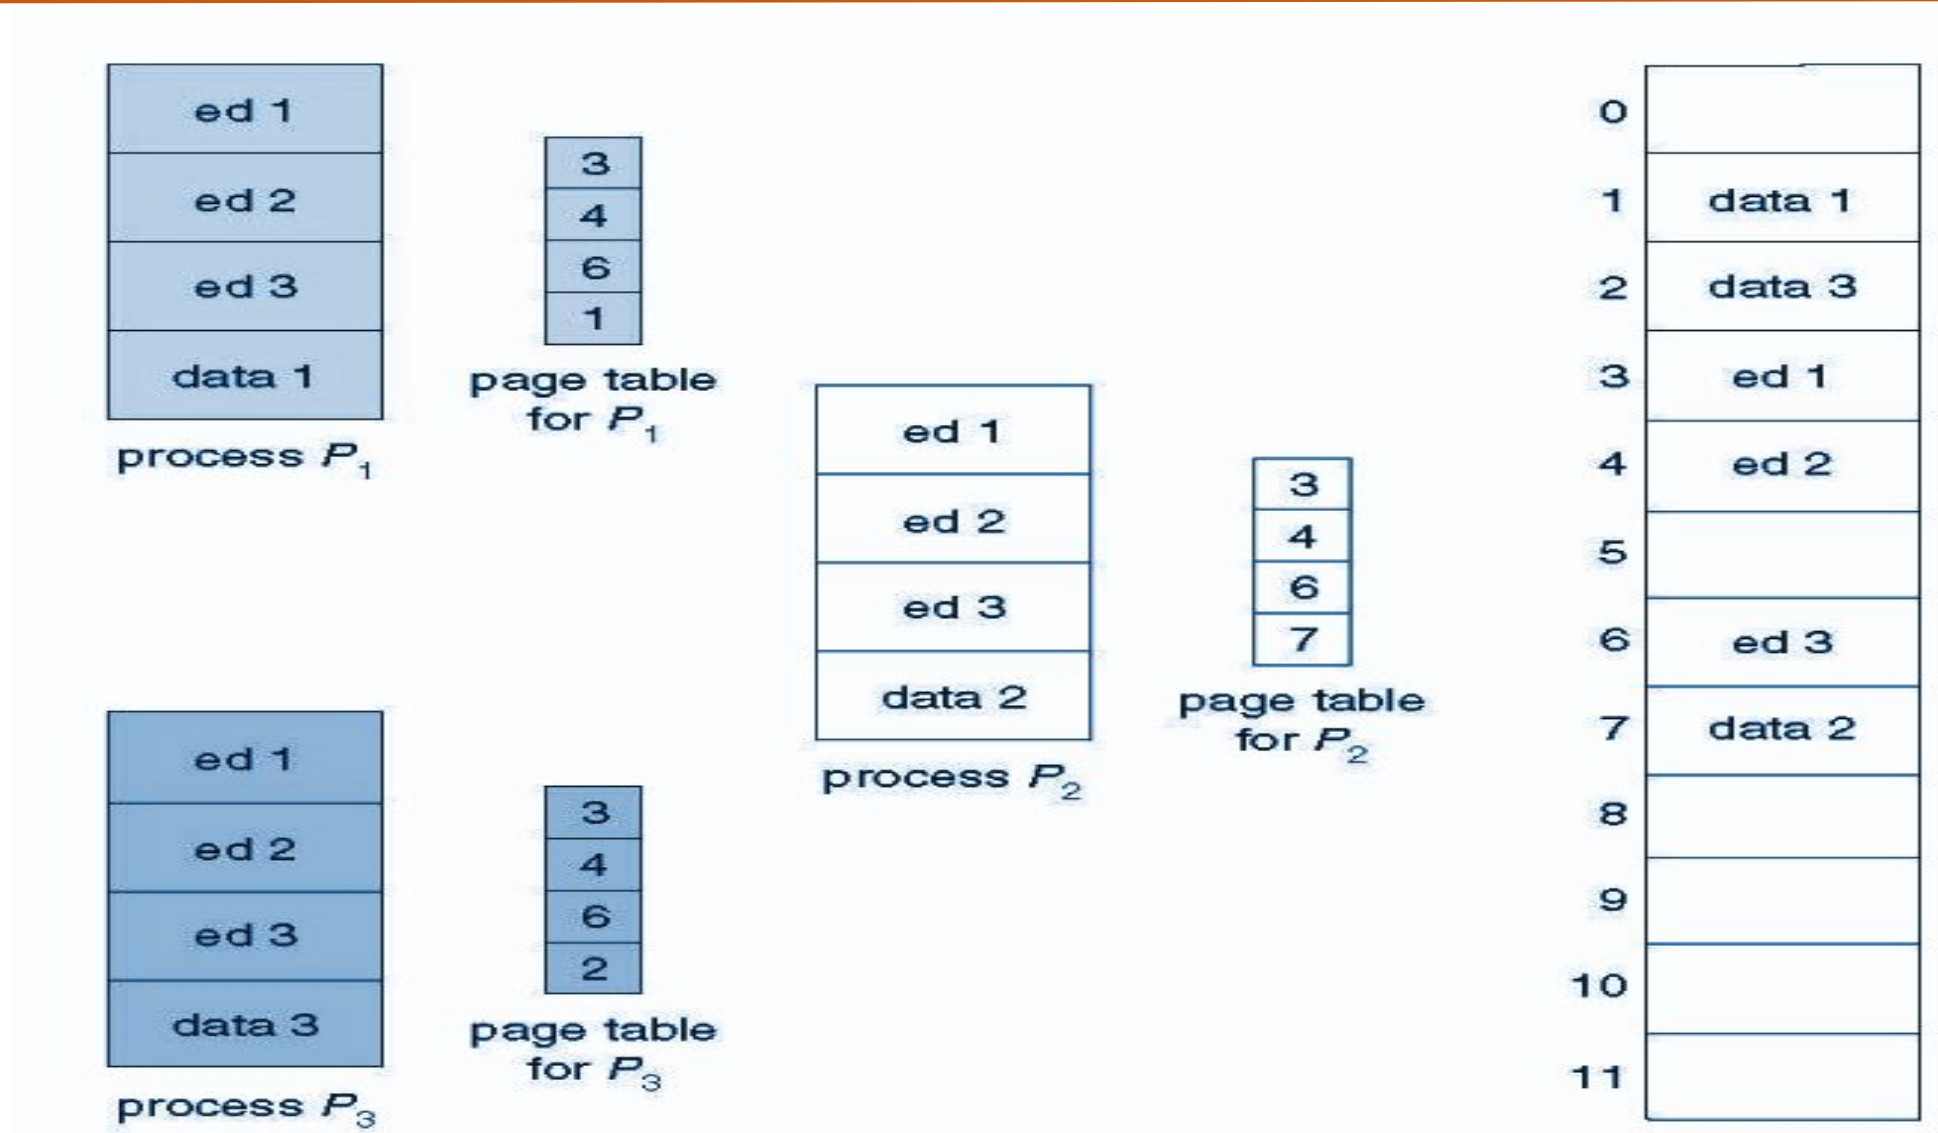 ed 1
ed 2
ed 3
data 1
process P1
3
4
6
1
page table
for P1
ed 1
ed 2
ed 3
data 2
process P2
3
4
6
7
page table
for P2
ed 1
ed 2
ed 3
data 3
process P3
3
4
6
2
page table
for P3
0
1 data 1
2 data 3
3 ed 1
4 ed 2
5
6 ed 3
7 data 2
8
9
10
11